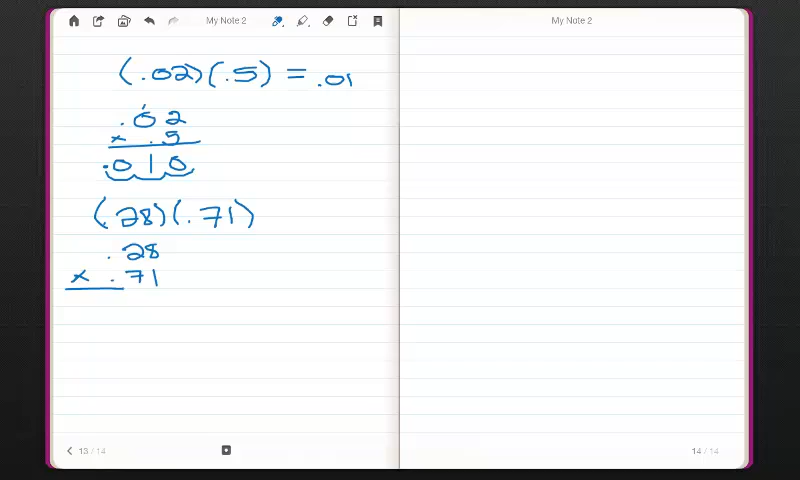 My Note 2
My Note 2
(.02)(.5) = .01
1
.02
x .5
.010
(.28)(.71)
.28
x .71
13 / 14
14 / 14